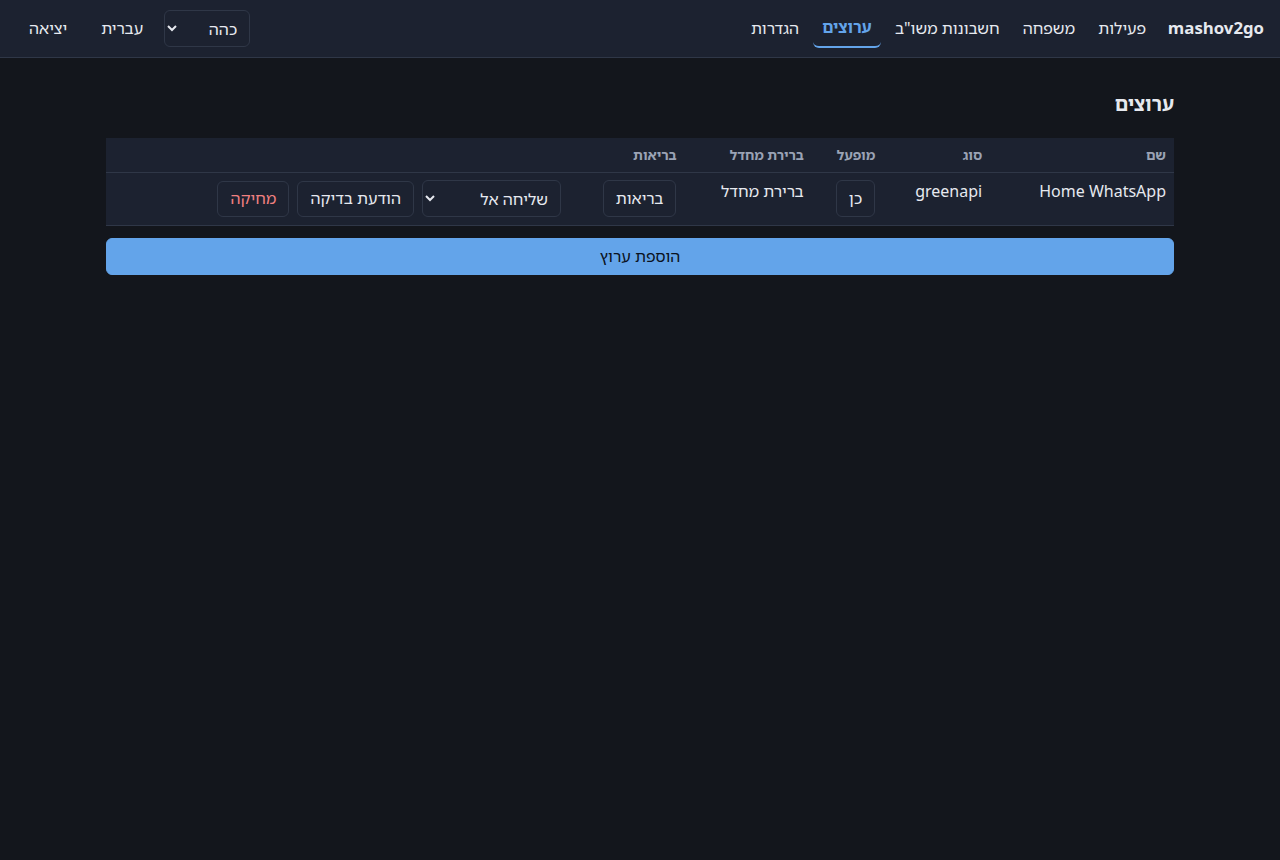 mashov2go פעילות משפחה חשבונות משו"ב ערוצים הגדרות כהה עברית יציאה
ערוצים
שם סוג מופעל ברירת מחדל בריאות
Home WhatsApp greenapi כן ברירת מחדל בריאות שליחה אל הודעת בדיקה מחיקה
הוספת ערוץ